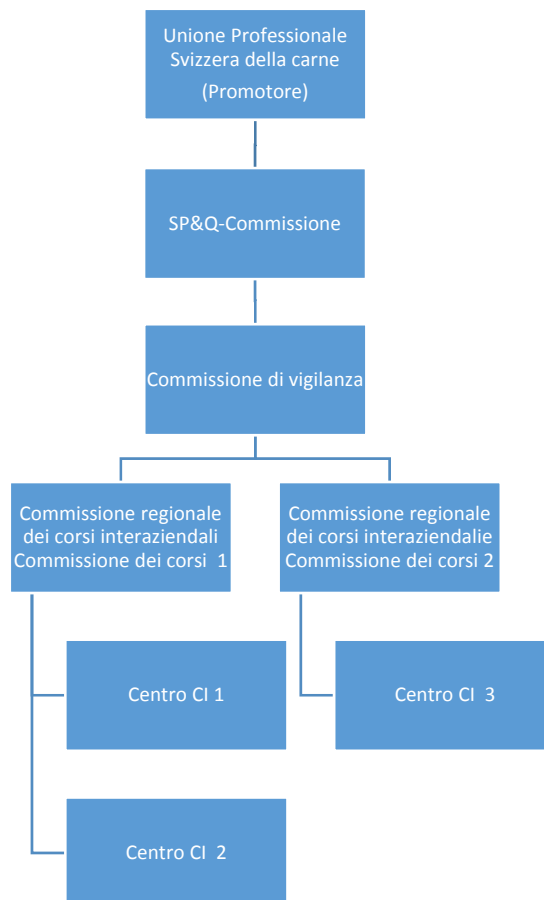 Unione Professionale
Svizzera della carne
(Promotore)
SP&Q-Commissione
Commissione di vigilanza
Commissione regionale
dei corsi interaziendali
Commissione dei corsi 1
Commissione regionale
dei corsi interaziendalie
Commissione dei corsi 2
Centro CI 1
Centro CI 3
Centro CI 2